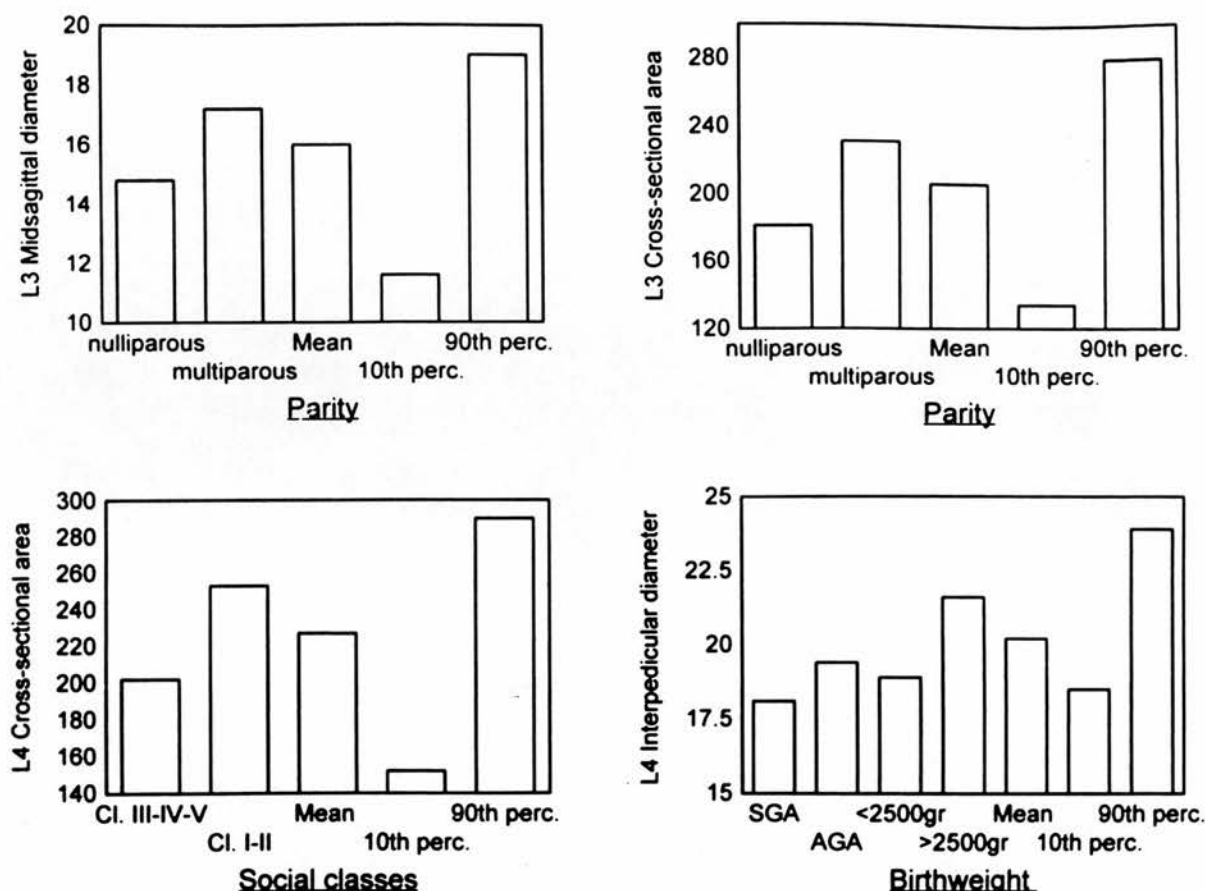 L3 Midsagittal diameter
20
18
16
14
12
10
nulliparous Mean 90th perc.
multiparous 10th perc.
Parity
L3 Cross-sectional area
280
240
200
160
120
nulliparous Mean 90th perc.
multiparous 10th perc.
Parity
L4 Cross-sectional area
300
280
260
240
220
200
180
160
140
Cl. III-IV-V Mean 90th perc.
Cl. I-II 10th perc.
Social classes
L4 Interpedicular diameter
25
22.5
20
17.5
15
SGA <2500gr Mean 90th perc.
AGA >2500gr 10th perc.
Birthweight